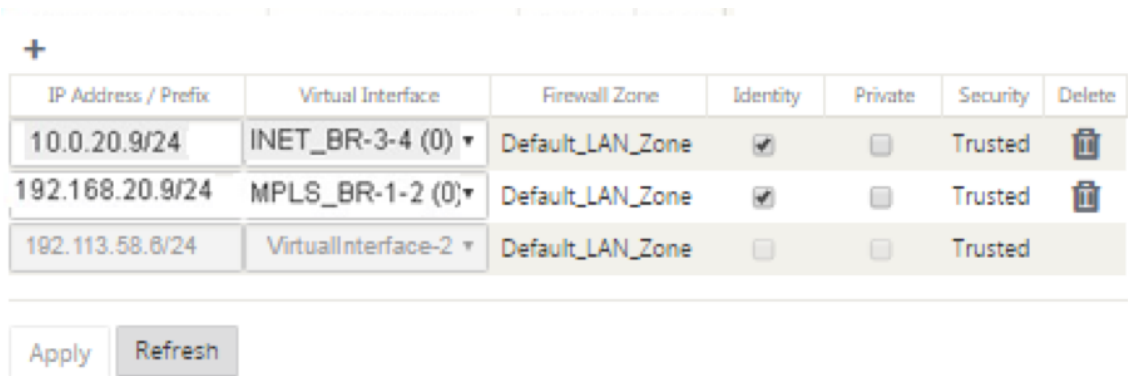 +
IP Address / Prefix Virtual Interface Firewall Zone Identity Private Security Delete
10.0.20.9/24 INET_BR-3-4 (0) Default_LAN_Zone Trusted
192.168.20.9/24 MPLS_BR-1-2 (0) Default_LAN_Zone Trusted
192.113.58.6/24 VirtualInterface-2 Default_LAN_Zone Trusted
Apply Refresh